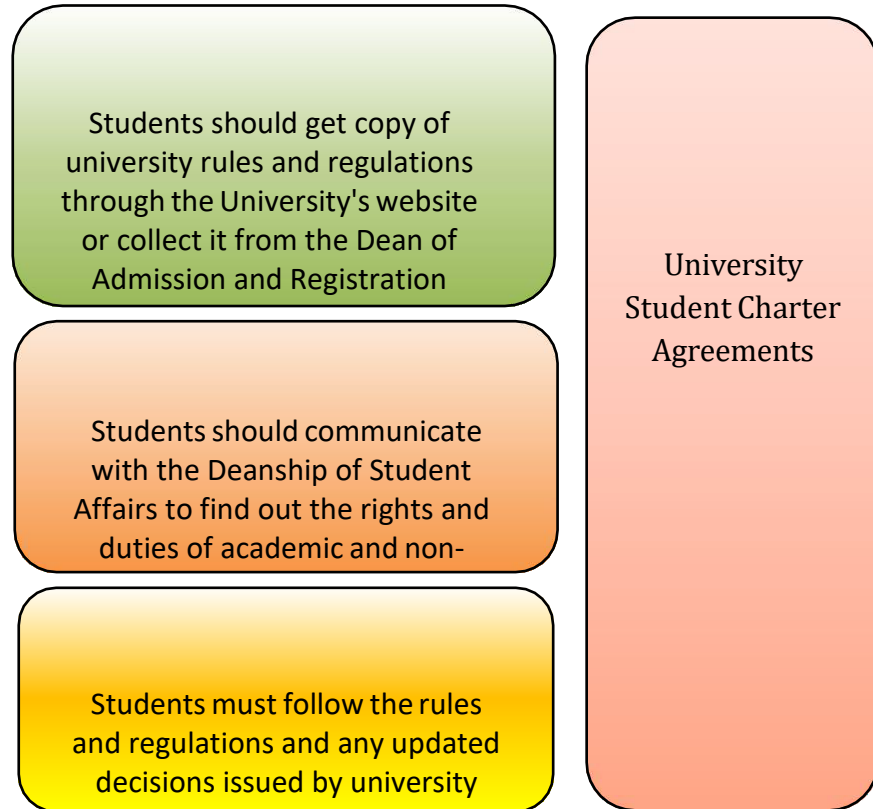 Students should get copy of
university rules and regulations
through the University's website
or collect it from the Dean of
Admission and Registration
Students should communicate
with the Deanship of Student
Affairs to find out the rights and
duties of academic and non-
Students must follow the rules
and regulations and any updated
decisions issued by university
University
Student Charter
Agreements